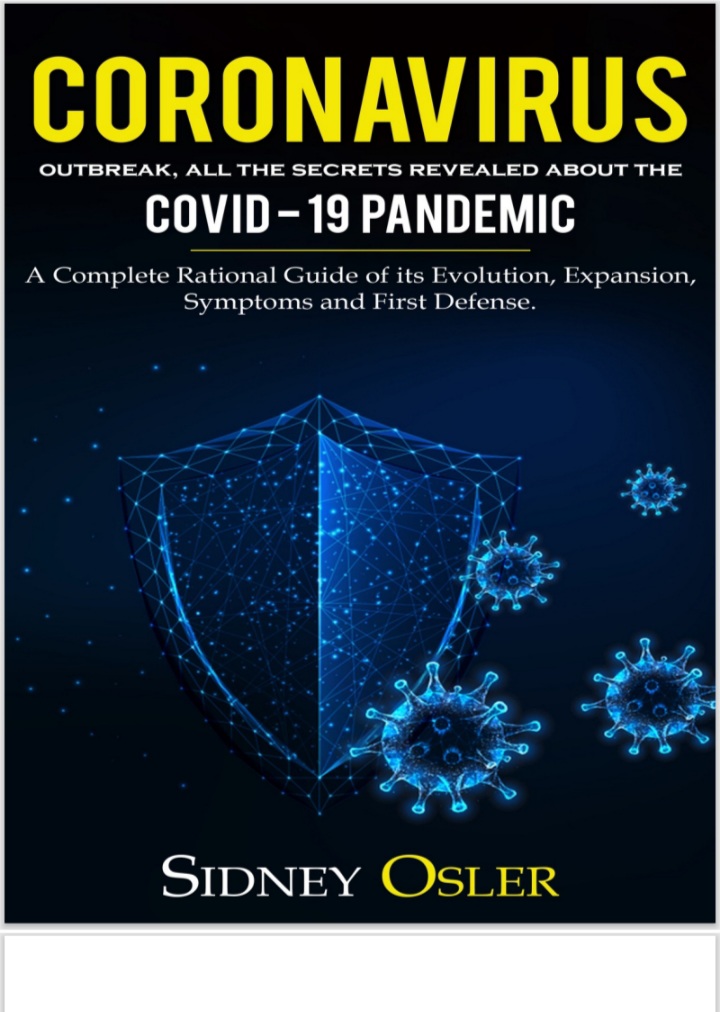 CORONAVIRUS
OUTBREAK, ALL THE SECRETS REVEALED ABOUT THE
COVID – 19 PANDEMIC
A Complete Rational Guide of its Evolution, Expansion,
Symptoms and First Defense.
SIDNEY OSLER